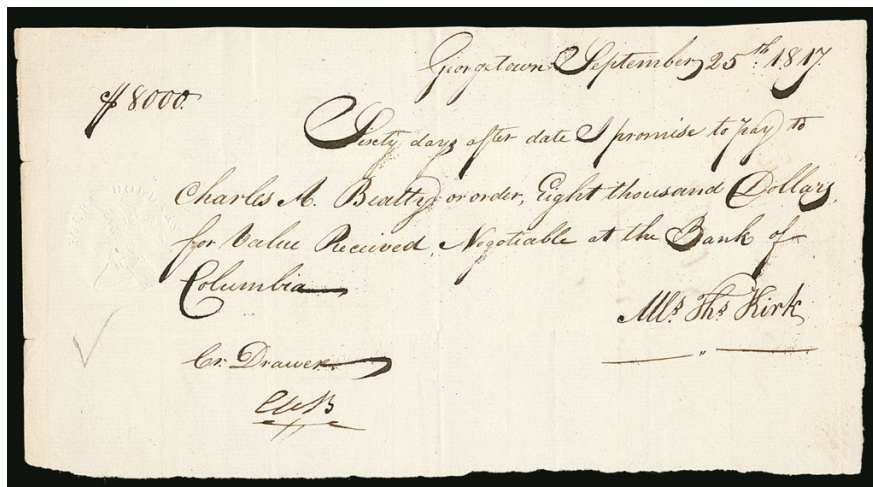 Georgetown September 25th 1817.
$8000.
Sixty days after date I promise to pay to
Charles A. Beatty or order, Eight thousand Dollars,
for Value Received, Negotiable at the Bank of
Columbia
Ths Kirk
Cr. Drawer
CAB